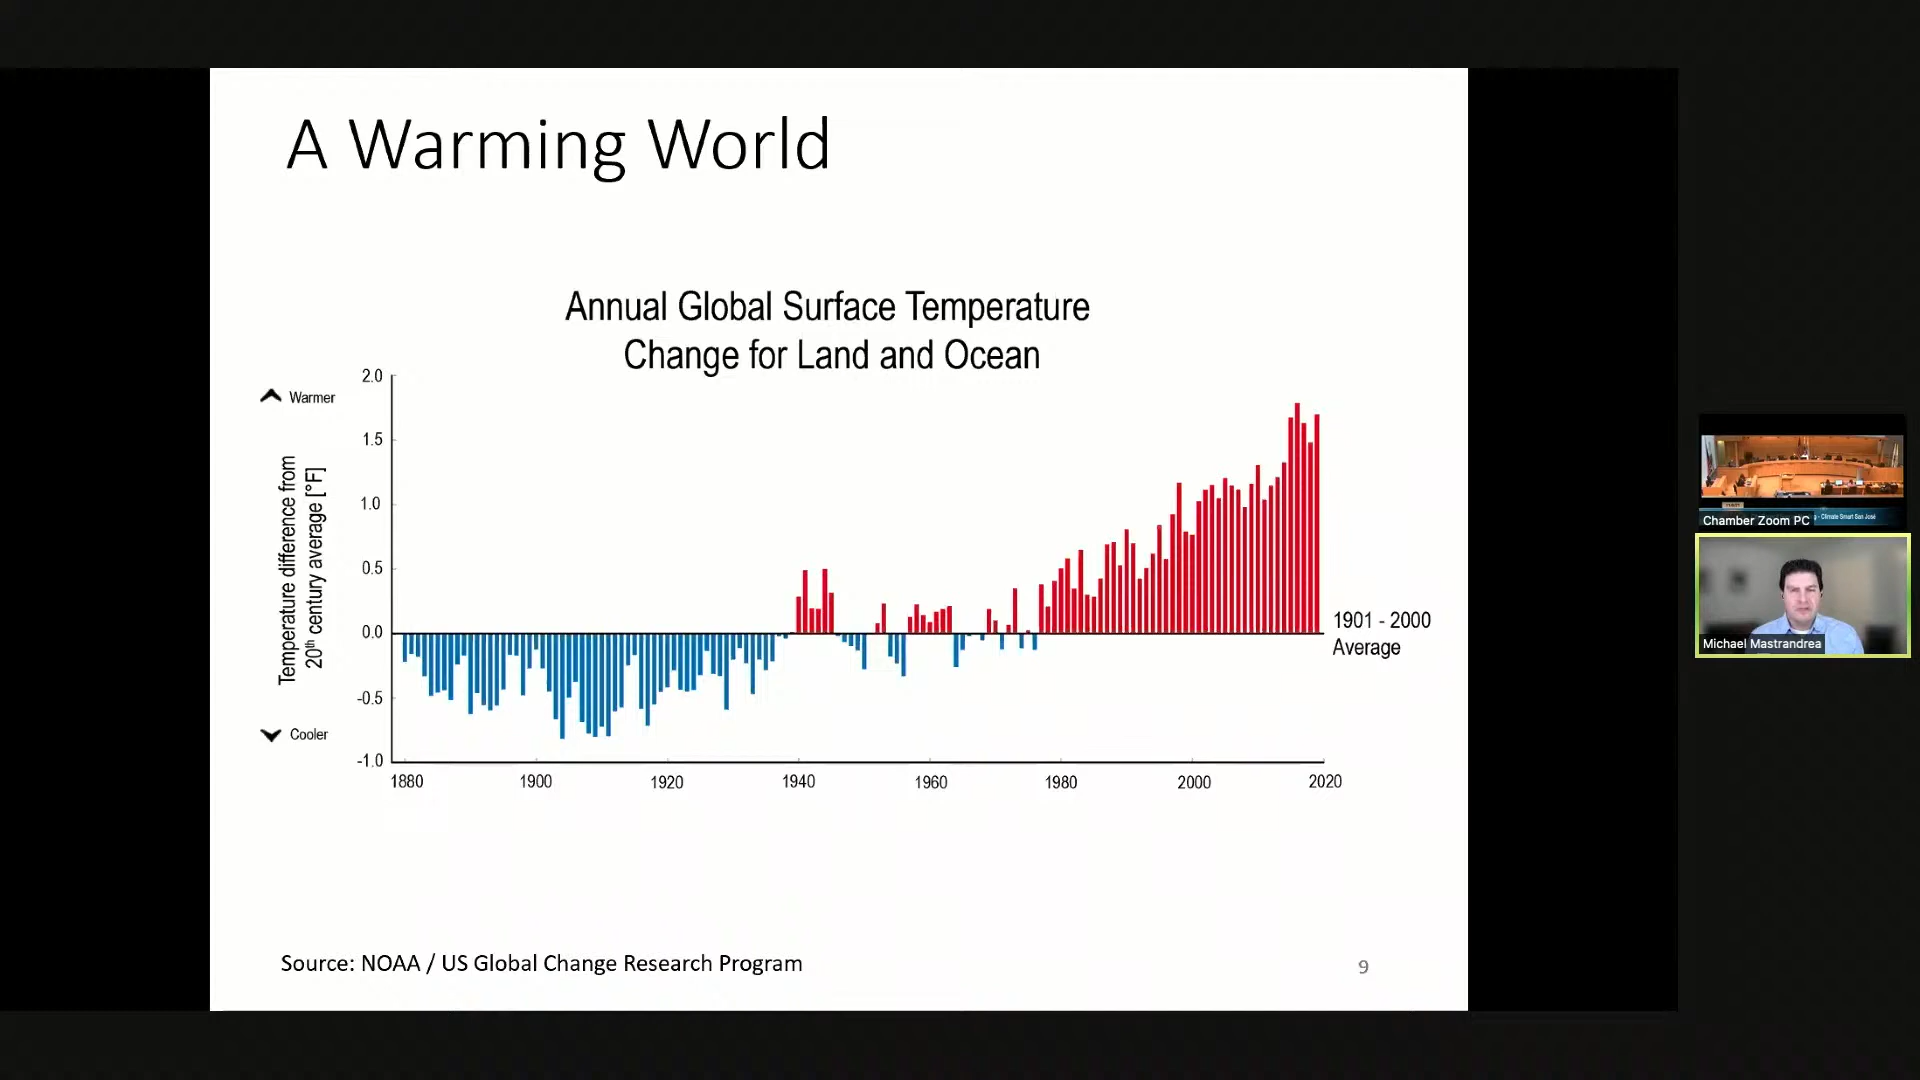 A Warming World
Annual Global Surface Temperature
Change for Land and Ocean
Warmer
Temperature difference from
20th century average [°F]
Cooler
2.0
1.5
1.0
0.5
0.0
-0.5
-1.0
1880 1900 1920 1940 1960 1980 2000 2020
1901 - 2000
Average
Source: NOAA / US Global Change Research Program
9
Climate Smart San José
Chamber Zoom PC
Michael Mastrandrea